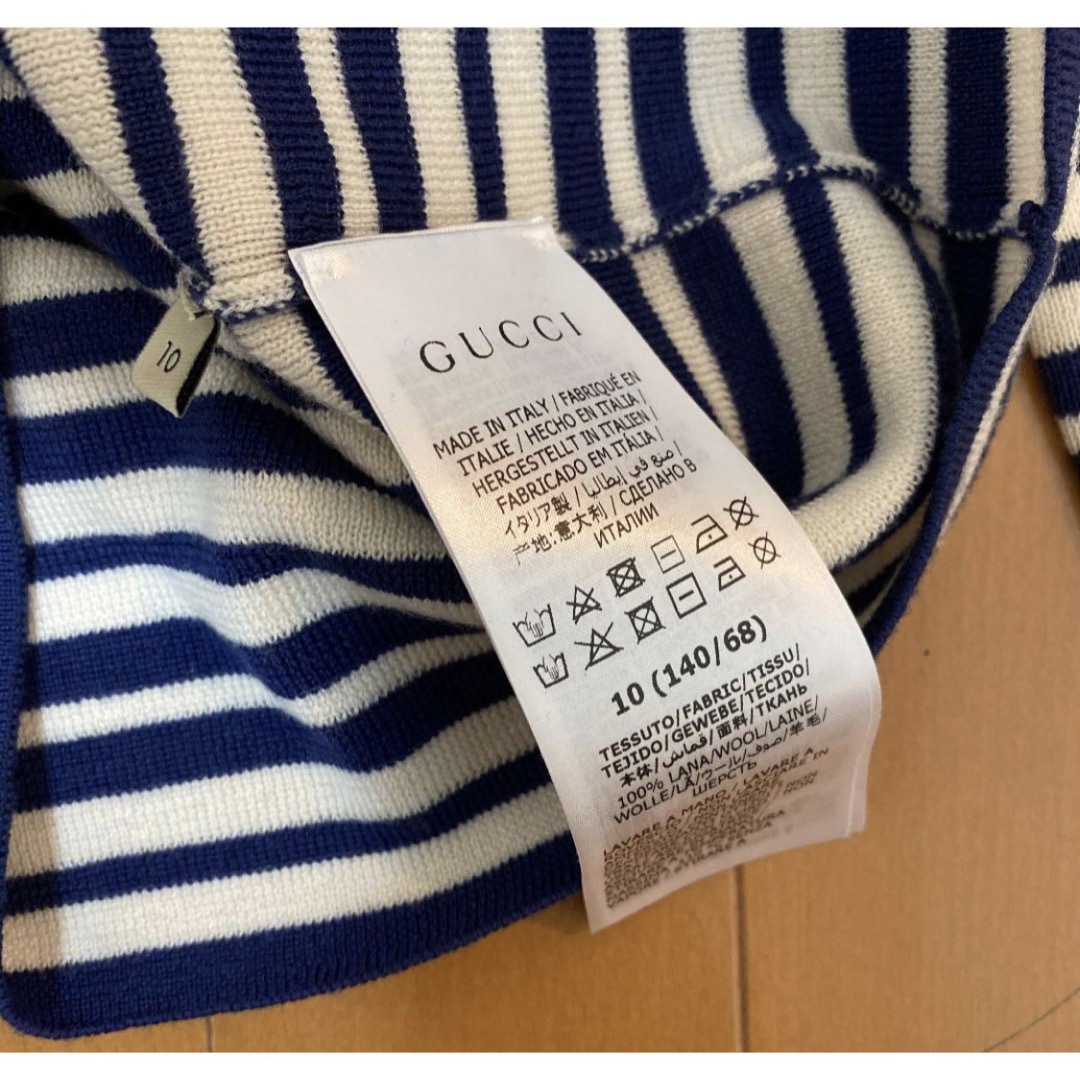 10
GUCCI
MADE IN ITALY / FABRIQUÉ EN
ITALIE / HECHO EN ITALIA /
HERGESTELLT IN ITALIEN /
FABRICADO EM ITÁLIA /
イタリア製 / صنع في إيطاليا /
产地:意大利 / СДЕЛАНО В
ИТАЛИИ
10 (140/68)
TESSUTO/FABRIC/TISSU/
TEJIDO/GEWEBE/TECIDO/
本体/قماش/面料/ТКАНЬ
100% LANA/WOOL/LAINE/
WOLLE/LÃ/ウール/صوف/羊毛/
ШЕРСТЬ
LAVARE A MANO / LAVARE A